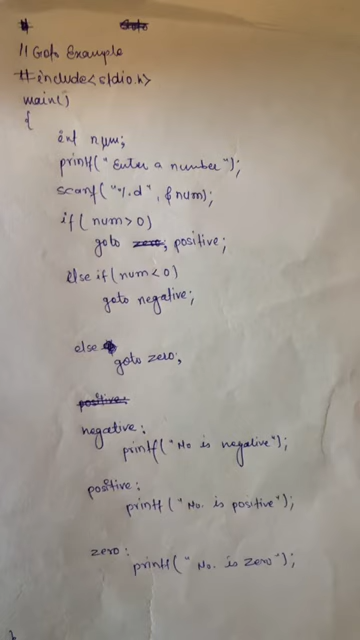 // Goto Example
#include<stdio.h>
main()
{
int num;
printf("Enter a number");
scanf("%d", &num);
if(num>0)
goto positive;
else if(num<0)
goto negative;
else
goto zero;
negative:
printf("No is negative");
positive:
printf("No. is positive");
zero:
printf("No. is zero");
}